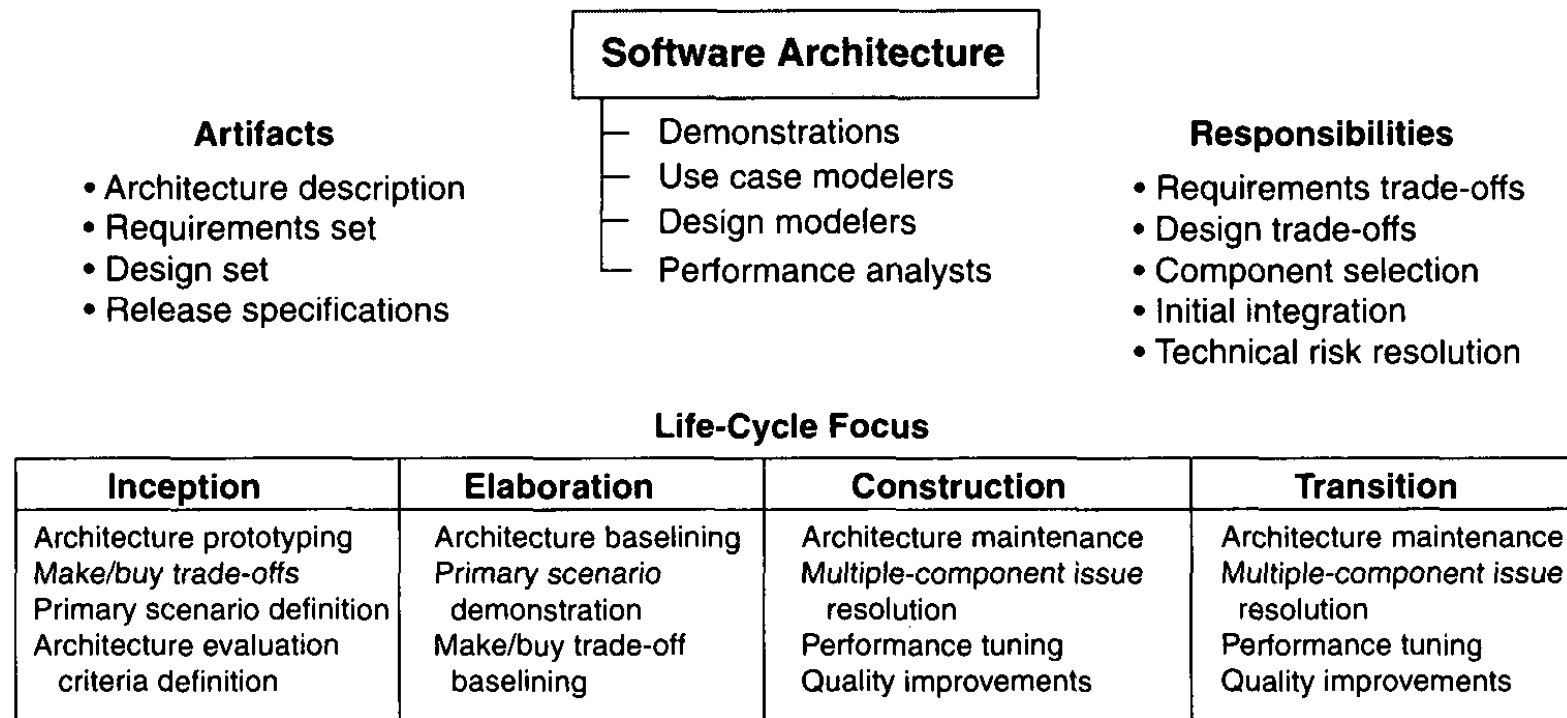 Software Architecture
Demonstrations
Use case modelers
Design modelers
Performance analysts
Artifacts
• Architecture description
• Requirements set
• Design set
• Release specifications
Responsibilities
• Requirements trade-offs
• Design trade-offs
• Component selection
• Initial integration
• Technical risk resolution
Life-Cycle Focus
Inception
Architecture prototyping
Make/buy trade-offs
Primary scenario definition
Architecture evaluation
criteria definition
Elaboration
Architecture baselining
Primary scenario
demonstration
Make/buy trade-off
baselining
Construction
Architecture maintenance
Multiple-component issue
resolution
Performance tuning
Quality improvements
Transition
Architecture maintenance
Multiple-component issue
resolution
Performance tuning
Quality improvements